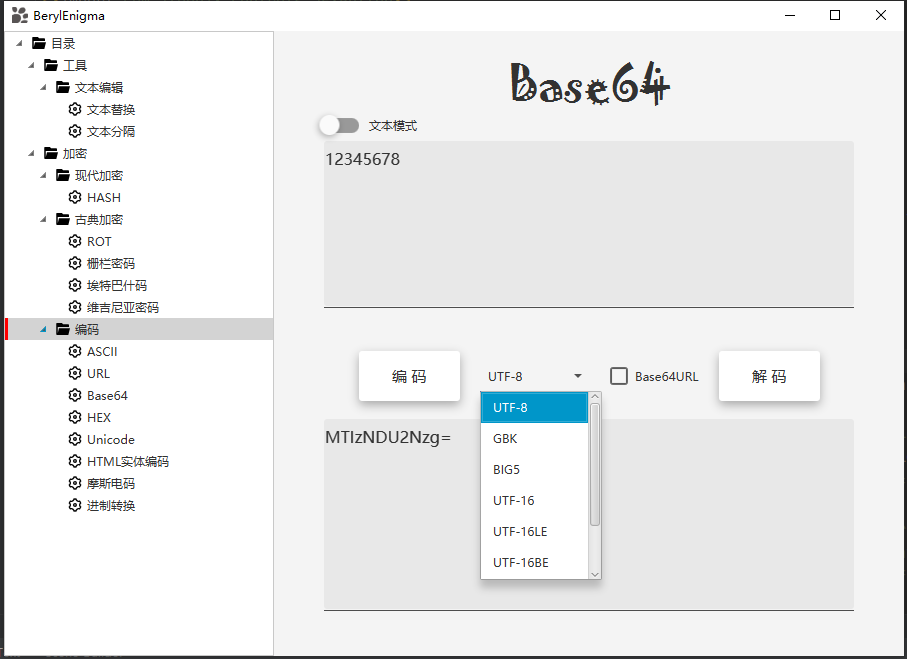 BerylEnigma
目录
工具
文本编辑
文本替换
文本分隔
加密
现代加密
HASH
古典加密
ROT
栅栏密码
埃特巴什码
维吉尼亚密码
编码
ASCII
URL
Base64
HEX
Unicode
HTML实体编码
摩斯电码
进制转换
Base64
文本模式
12345678
编 码
UTF-8
Base64URL
解 码
UTF-8
GBK
BIG5
UTF-16
UTF-16LE
UTF-16BE
MTIzNDU2Nzg=